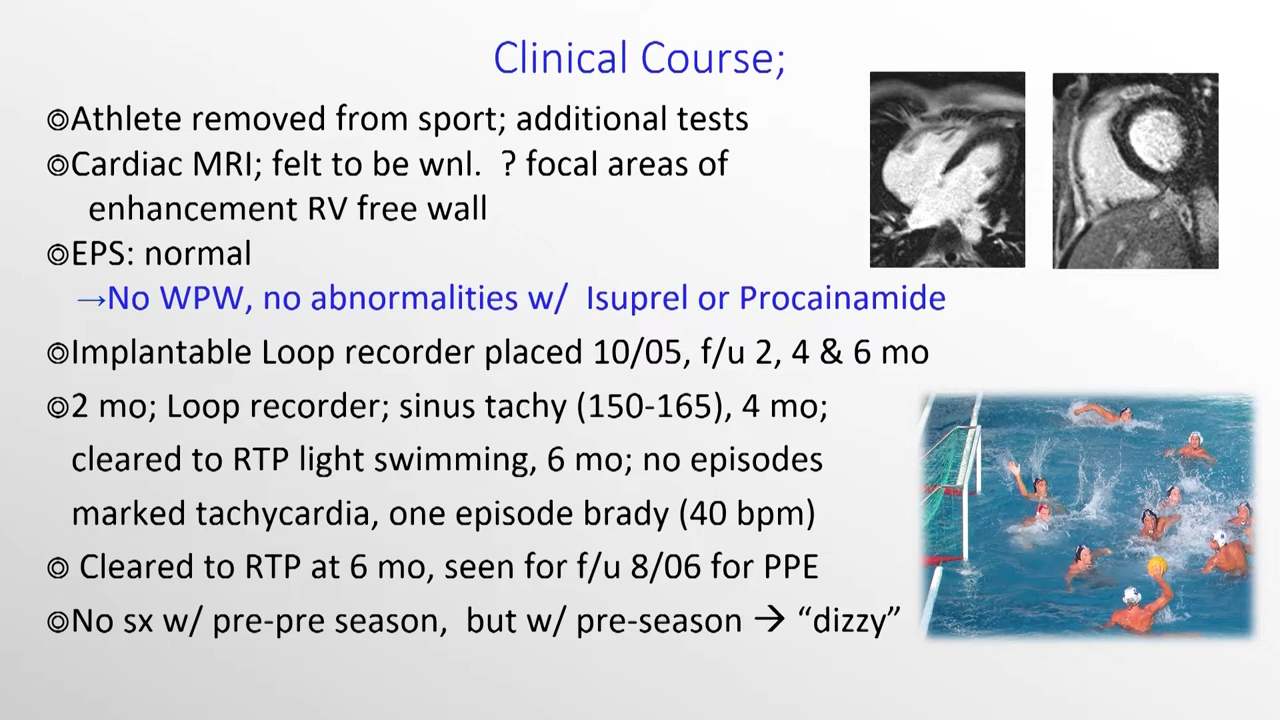 Clinical Course;
◎Athlete removed from sport; additional tests
◎Cardiac MRI; felt to be wnl. ? focal areas of
enhancement RV free wall
◎EPS: normal
→No WPW, no abnormalities w/ Isuprel or Procainamide
◎Implantable Loop recorder placed 10/05, f/u 2, 4 & 6 mo
◎2 mo; Loop recorder; sinus tachy (150-165), 4 mo;
cleared to RTP light swimming, 6 mo; no episodes
marked tachycardia, one episode brady (40 bpm)
◎ Cleared to RTP at 6 mo, seen for f/u 8/06 for PPE
◎No sx w/ pre-pre season, but w/ pre-season → “dizzy”